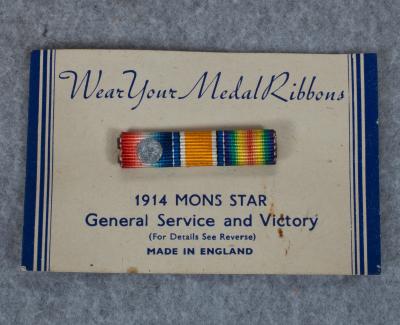 Wear Your Medal Ribbons
1914 MONS STAR
General Service and Victory
(For Details See Reverse)
MADE IN ENGLAND